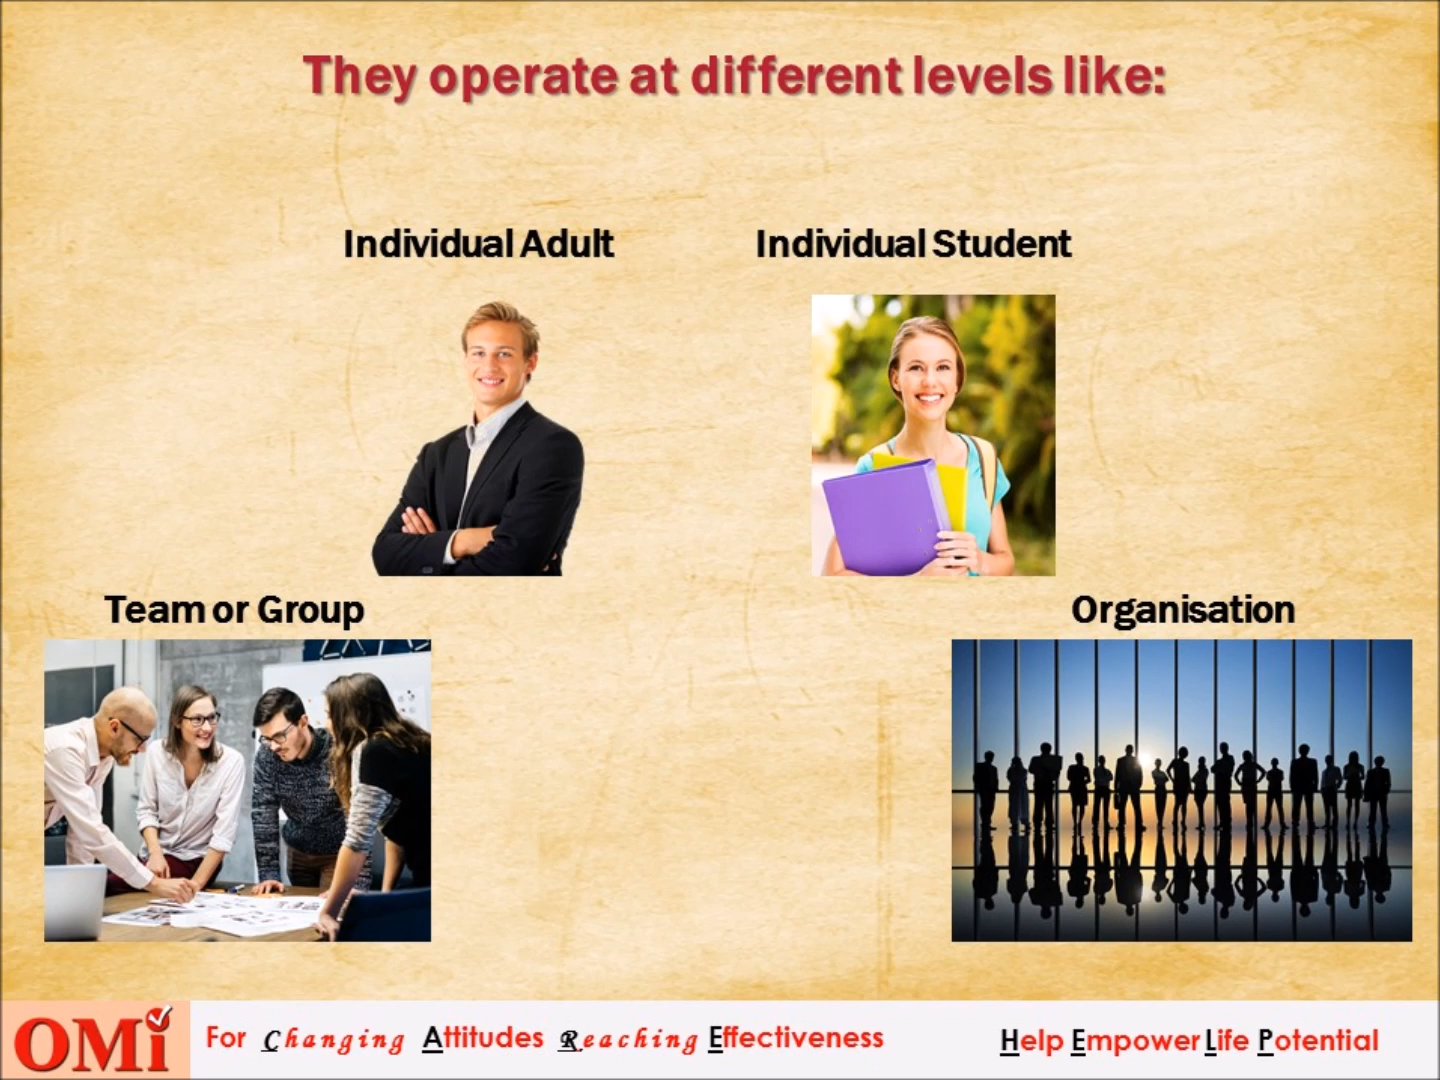 They operate at different levels like:
Individual Adult
Individual Student
Team or Group
Organisation
OMi
For Changing Attitudes Reaching Effectiveness
Help Empower Life Potential